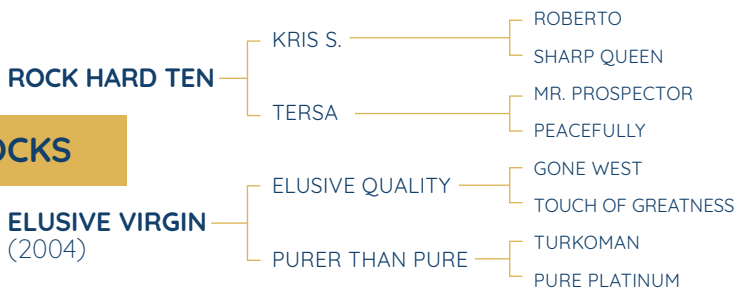 ROBERTO
KRIS S.
SHARP QUEEN
ROCK HARD TEN
MR. PROSPECTOR
TERSA
PEACEFULLY
GONE WEST
ELUSIVE QUALITY
TOUCH OF GREATNESS
ELUSIVE VIRGIN
(2004)
TURKOMAN
PURER THAN PURE
PURE PLATINUM